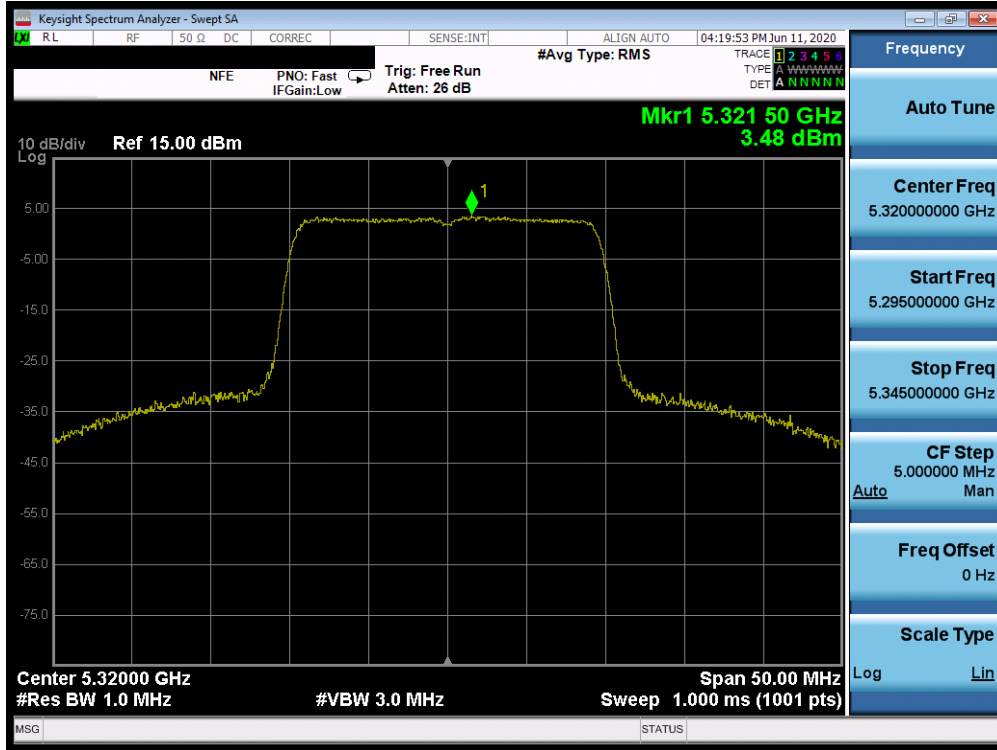 Keysight Spectrum Analyzer - Swept SA
LXI RL RF 50 Ω DC CORREC SENSE:INT ALIGN AUTO 04:19:53 PM Jun 11, 2020
NFE PNO: Fast Trig: Free Run #Avg Type: RMS TRACE 1 2 3 4 5 6
IFGain:Low Atten: 26 dB TYPE A WWWWW
DET A N N N N N
Mkr1 5.321 50 GHz
3.48 dBm
10 dB/div Ref 15.00 dBm
Log
1
5.00
-5.00
-15.0
-25.0
-35.0
-45.0
-55.0
-65.0
-75.0
Center 5.32000 GHz Span 50.00 MHz
#Res BW 1.0 MHz #VBW 3.0 MHz Sweep 1.000 ms (1001 pts)
MSG STATUS
Frequency
Auto Tune
Center Freq
5.320000000 GHz
Start Freq
5.295000000 GHz
Stop Freq
5.345000000 GHz
CF Step
5.000000 MHz
Auto Man
Freq Offset
0 Hz
Scale Type
Log Lin